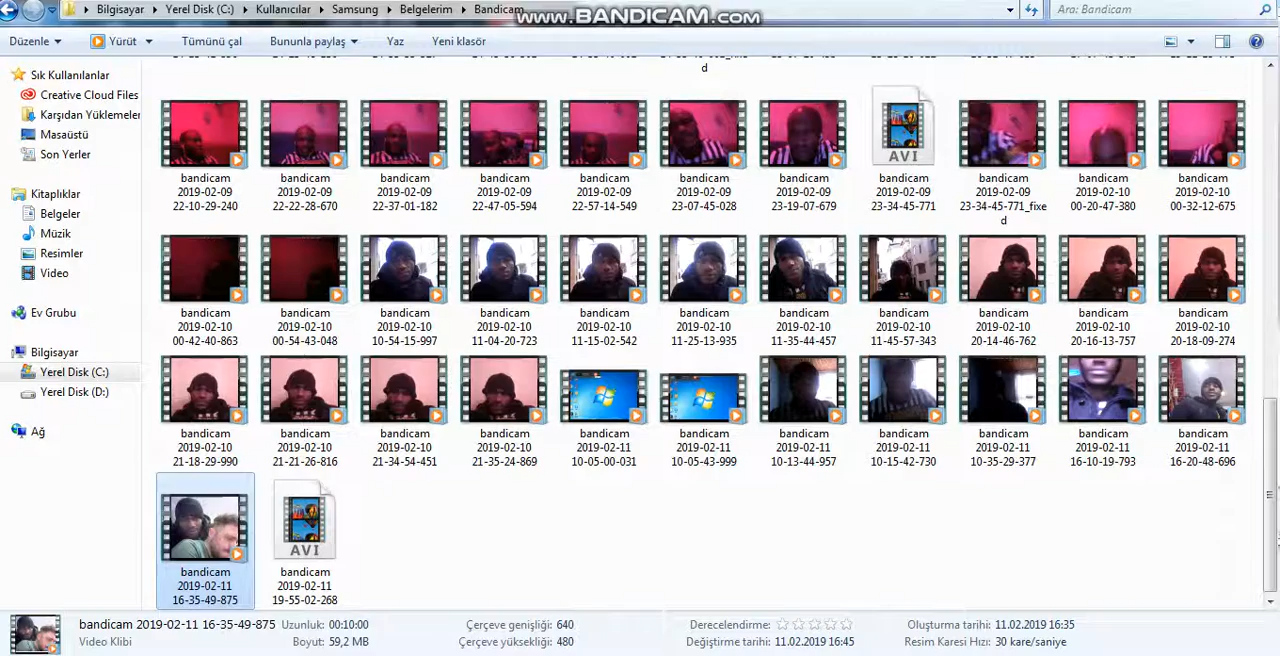 Bilgisayar Yerel Disk (C:) Kullanıcılar Samsung Belgelerim Bandicam
www.BANDICAM.com
Ara: Bandicam
Düzenle Yürüt Tümünü çal Bununla paylaş Yaz Yeni klasör
Sık Kullanılanlar
Creative Cloud Files
Karşıdan Yüklemeler
Masaüstü
Son Yerler
Kitaplıklar
Belgeler
Müzik
Resimler
Video
Ev Grubu
Bilgisayar
Yerel Disk (C:)
Yerel Disk (D:)
Ağ
d
AVI
bandicam bandicam bandicam bandicam bandicam bandicam bandicam bandicam bandicam bandicam bandicam
2019-02-09 2019-02-09 2019-02-09 2019-02-09 2019-02-09 2019-02-09 2019-02-09 2019-02-09 2019-02-09 2019-02-10 2019-02-10
22-10-29-240 22-22-28-670 22-37-01-182 22-47-05-594 22-57-14-549 23-07-45-028 23-19-07-679 23-34-45-771 23-34-45-771_fixe 00-20-47-380 00-32-12-675
d
bandicam bandicam bandicam bandicam bandicam bandicam bandicam bandicam bandicam bandicam bandicam
2019-02-10 2019-02-10 2019-02-10 2019-02-10 2019-02-10 2019-02-10 2019-02-10 2019-02-10 2019-02-10 2019-02-10 2019-02-10
00-42-40-863 00-54-43-048 10-54-15-997 11-04-20-723 11-15-02-542 11-25-13-935 11-35-44-457 11-45-57-343 20-14-46-762 20-16-13-757 20-18-09-274
bandicam bandicam bandicam bandicam bandicam bandicam bandicam bandicam bandicam bandicam bandicam
2019-02-10 2019-02-10 2019-02-10 2019-02-10 2019-02-11 2019-02-11 2019-02-11 2019-02-11 2019-02-11 2019-02-11 2019-02-11
21-18-29-990 21-21-26-816 21-34-54-451 21-35-24-869 10-05-00-031 10-05-43-999 10-13-44-957 10-15-42-730 10-35-29-377 16-10-19-793 16-20-48-696
AVI
bandicam bandicam
2019-02-11 2019-02-11
16-35-49-875 19-55-02-268
bandicam 2019-02-11 16-35-49-875 Uzunluk: 00:10:00 Çerçeve genişliği: 640 Derecelendirme: Oluşturma tarihi: 11.02.2019 16:35
Video Klibi Boyut: 59,2 MB Çerçeve yüksekliği: 480 Değiştirme tarihi: 11.02.2019 16:45 Resim Karesi Hızı: 30 kare/saniye